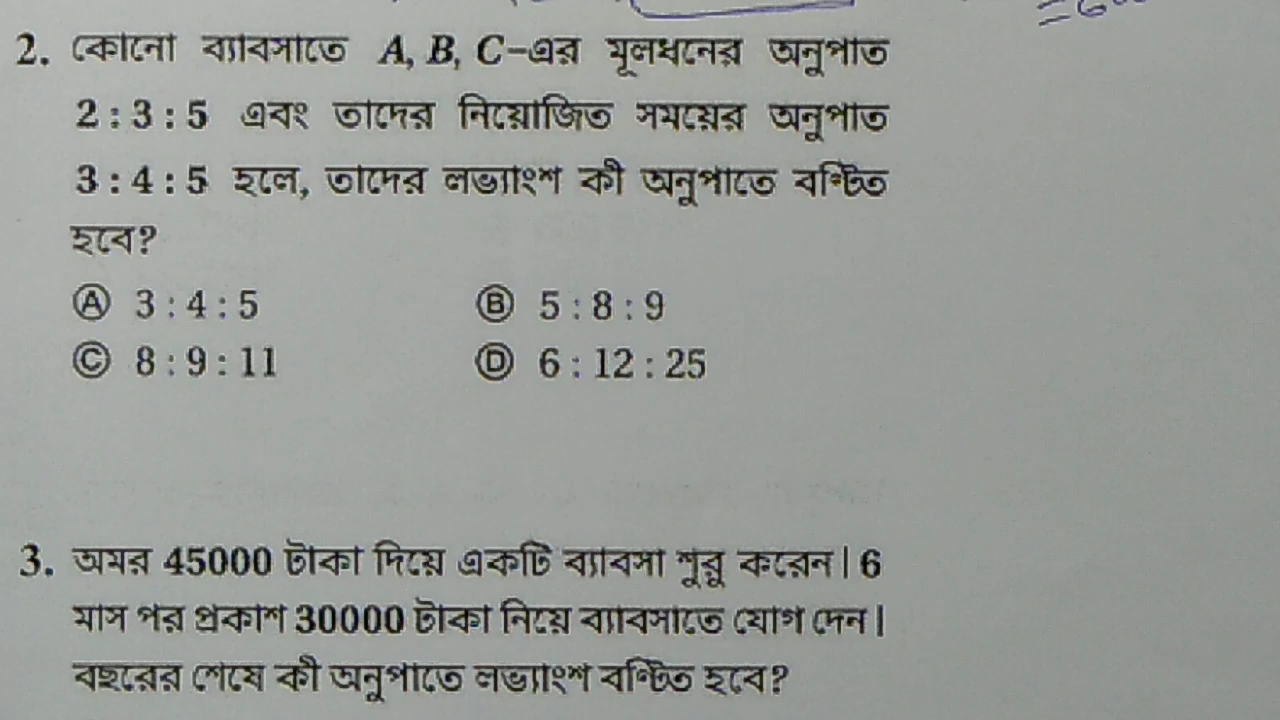 2. কোনো ব্যাবসাতে A, B, C-এর মূলধনের অনুপাত
2 : 3 : 5 এবং তাদের নিয়োজিত সময়ের অনুপাত
3 : 4 : 5 হলে, তাদের লভ্যাংশ কী অনুপাতে বণ্টিত
হবে?
Ⓐ 3 : 4 : 5 Ⓑ 5 : 8 : 9
Ⓒ 8 : 9 : 11 Ⓓ 6 : 12 : 25
3. অমর 45000 টাকা দিয়ে একটি ব্যাবসা শুরু করেন। 6
মাস পর প্রকাশ 30000 টাকা নিয়ে ব্যাবসাতে যোগ দেন।
বছরের শেষে কী অনুপাতে লভ্যাংশ বণ্টিত হবে?